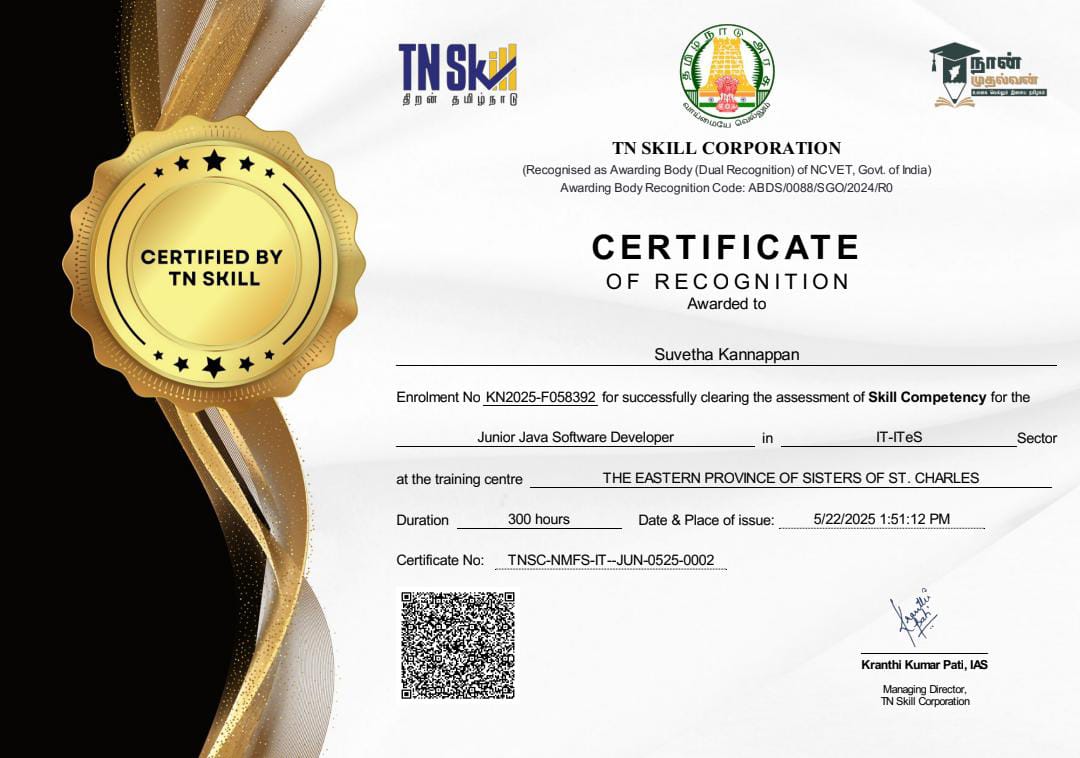 TN Skill
திறன் தமிழ்நாடு
தமிழ்நாடு அரசு
வாய்மையே வெல்லும்
நான்
முதல்வன்
உலகை வெல்லும் இளைய தமிழகம்
TN SKILL CORPORATION
(Recognised as Awarding Body (Dual Recognition) of NCVET, Govt. of India)
Awarding Body Recognition Code: ABDS/0088/SGO/2024/R0
CERTIFIED BY
TN SKILL
CERTIFICATE
OF RECOGNITION
Awarded to
Suvetha Kannappan
Enrolment No KN2025-F058392 for successfully clearing the assessment of Skill Competency for the
Junior Java Software Developer in IT-ITeS Sector
at the training centre THE EASTERN PROVINCE OF SISTERS OF ST. CHARLES
Duration 300 hours Date & Place of issue: 5/22/2025 1:51:12 PM
Certificate No: TNSC-NMFS-IT--JUN-0525-0002
Kranthi Kumar Pati, IAS
Managing Director,
TN Skill Corporation